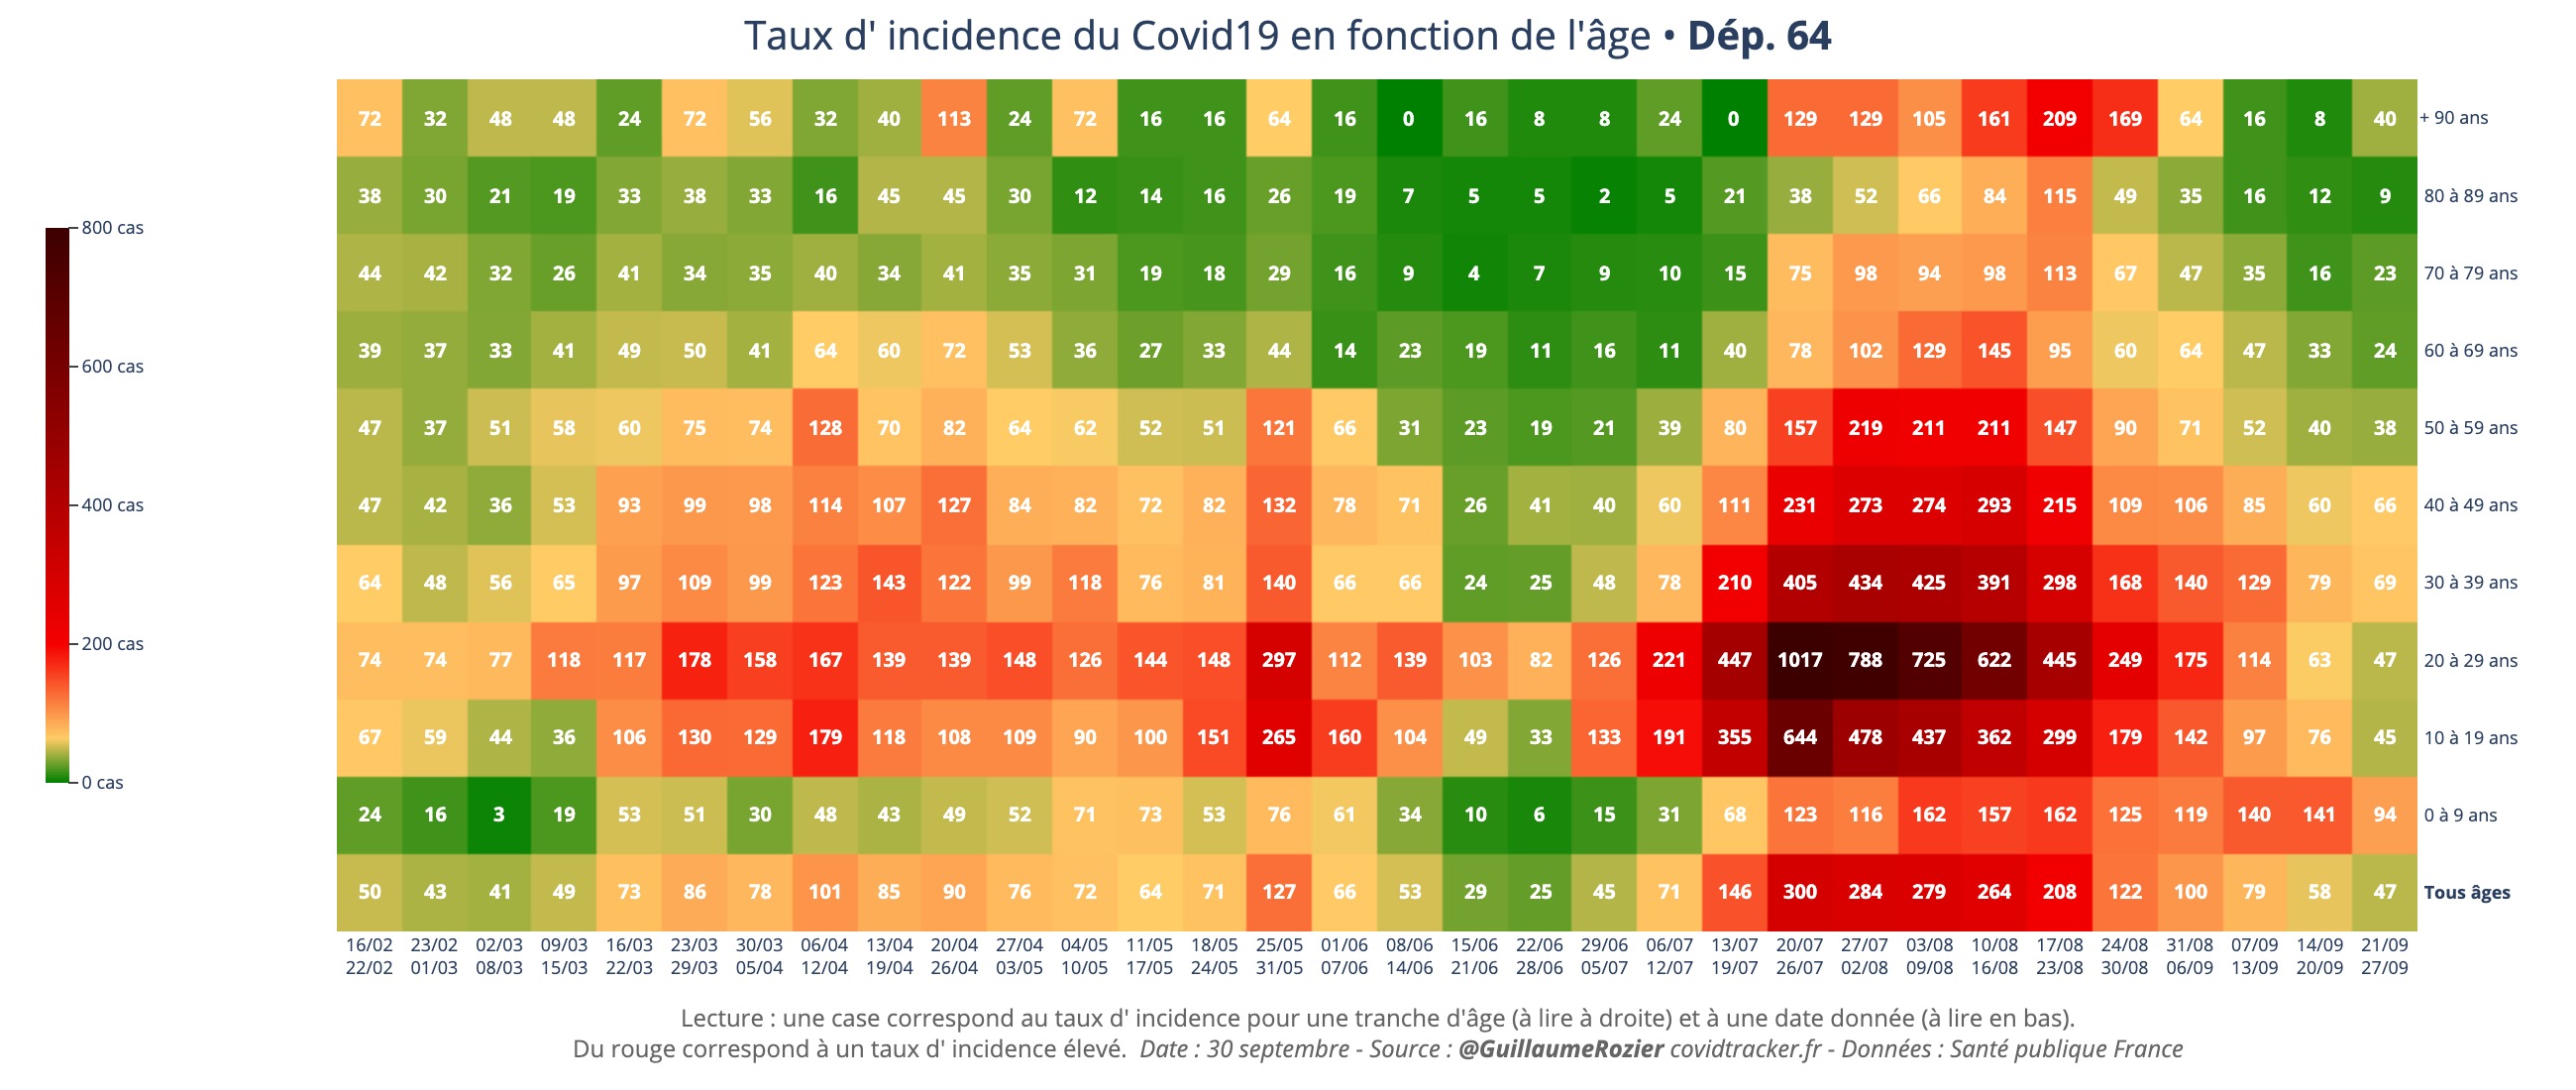 Taux d' incidence du Covid19 en fonction de l'âge • Dép. 64
72 32 48 48 24 72 56 32 40 113 24 72 16 16 64 16 0 16 8 8 24 0 129 129 105 161 209 169 64 16 8 40 + 90 ans
38 30 21 19 33 38 33 16 45 45 30 12 14 16 26 19 7 5 5 2 5 21 38 52 66 84 115 49 35 16 12 9 80 à 89 ans
800 cas
44 42 32 26 41 34 35 40 34 41 35 31 19 18 29 16 9 4 7 9 10 15 75 98 94 98 113 67 47 35 16 23 70 à 79 ans
39 37 33 41 49 50 41 64 60 72 53 36 27 33 44 14 23 19 11 16 11 40 78 102 129 145 95 60 64 47 33 24 60 à 69 ans
600 cas
47 37 51 58 60 75 74 128 70 82 64 62 52 51 121 66 31 23 19 21 39 80 157 219 211 211 147 90 71 52 40 38 50 à 59 ans
400 cas
47 42 36 53 93 99 98 114 107 127 84 82 72 82 132 78 71 26 41 40 60 111 231 273 274 293 215 109 106 85 60 66 40 à 49 ans
64 48 56 65 97 109 99 123 143 122 99 118 76 81 140 66 66 24 25 48 78 210 405 434 425 391 298 168 140 129 79 69 30 à 39 ans
200 cas
74 74 77 118 117 178 158 167 139 139 148 126 144 148 297 112 139 103 82 126 221 447 1017 788 725 622 445 249 175 114 63 47 20 à 29 ans
67 59 44 36 106 130 129 179 118 108 109 90 100 151 265 160 104 49 33 133 191 355 644 478 437 362 299 179 142 97 76 45 10 à 19 ans
0 cas
24 16 3 19 53 51 30 48 43 49 52 71 73 53 76 61 34 10 6 15 31 68 123 116 162 157 162 125 119 140 141 94 0 à 9 ans
50 43 41 49 73 86 78 101 85 90 76 72 64 71 127 66 53 29 25 45 71 146 300 284 279 264 208 122 100 79 58 47 Tous âges
16/02 23/02 02/03 09/03 16/03 23/03 30/03 06/04 13/04 20/04 27/04 04/05 11/05 18/05 25/05 01/06 08/06 15/06 22/06 29/06 06/07 13/07 20/07 27/07 03/08 10/08 17/08 24/08 31/08 07/09 14/09 21/09
22/02 01/03 08/03 15/03 22/03 29/03 05/04 12/04 19/04 26/04 03/05 10/05 17/05 24/05 31/05 07/06 14/06 21/06 28/06 05/07 12/07 19/07 26/07 02/08 09/08 16/08 23/08 30/08 06/09 13/09 20/09 27/09
Lecture : une case correspond au taux d' incidence pour une tranche d'âge (à lire à droite) et à une date donnée (à lire en bas).
Du rouge correspond à un taux d' incidence élevé. Date : 30 septembre - Source : @GuillaumeRozier covidtracker.fr - Données : Santé publique France